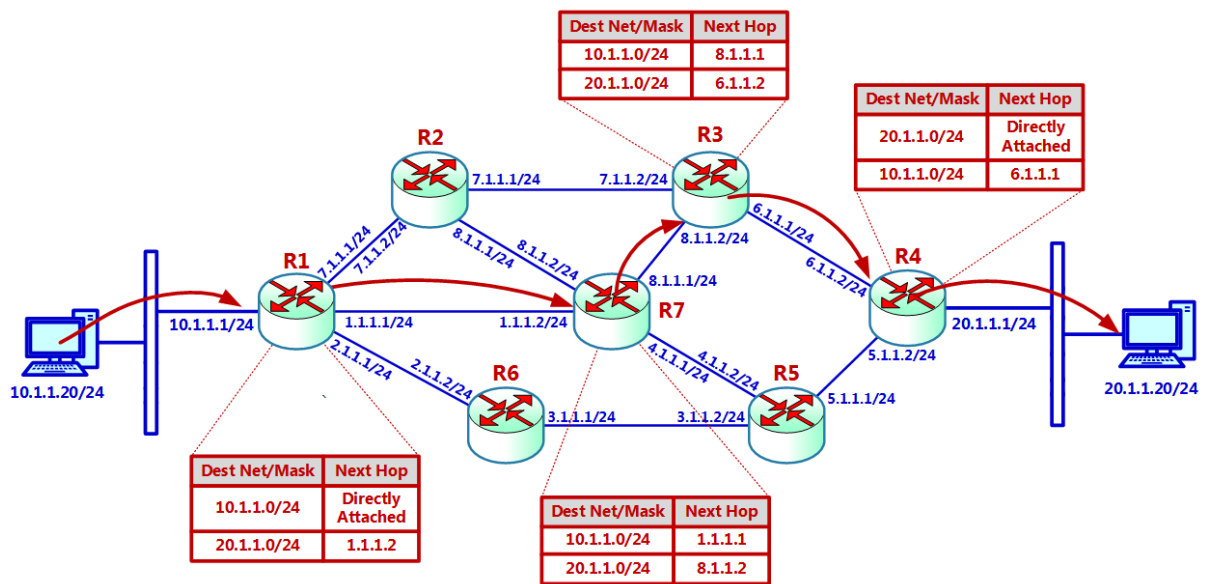 Dest Net/Mask Next Hop
10.1.1.0/24 8.1.1.1
20.1.1.0/24 6.1.1.2
Dest Net/Mask Next Hop
20.1.1.0/24 Directly Attached
10.1.1.0/24 6.1.1.1
R2
R3
7.1.1.1/24
7.1.1.2/24
7.1.1.1/24
7.1.1.2/24
8.1.1.1/24
8.1.1.2/24
8.1.1.2/24
8.1.1.1/24
6.1.1.1/24
6.1.1.2/24
R1
R7
R4
10.1.1.1/24
1.1.1.1/24
1.1.1.2/24
20.1.1.1/24
2.1.1.1/24
2.1.1.2/24
4.1.1.2/24
4.1.1.1/24
5.1.1.2/24
R6
R5
5.1.1.1/24
3.1.1.1/24
3.1.1.2/24
10.1.1.20/24
20.1.1.20/24
Dest Net/Mask Next Hop
10.1.1.0/24 Directly Attached
20.1.1.0/24 1.1.1.2
Dest Net/Mask Next Hop
10.1.1.0/24 1.1.1.1
20.1.1.0/24 8.1.1.2